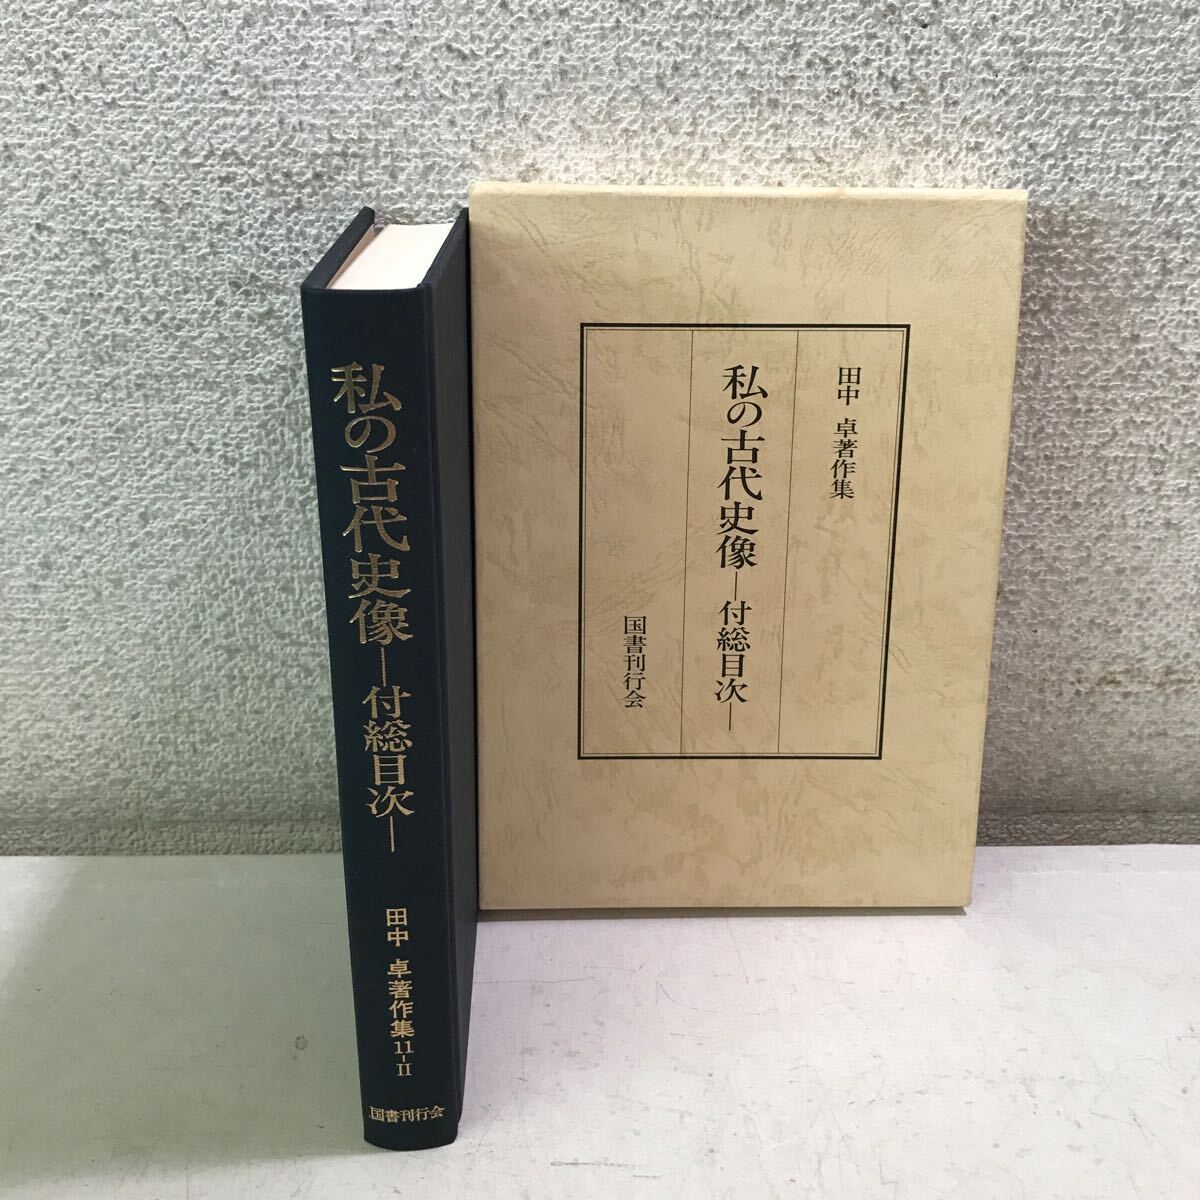 私の古代史像―付総目次―
田中 卓著作集11-II
国書刊行会
田中 卓著作集
私の古代史像―付総目次―
国書刊行会